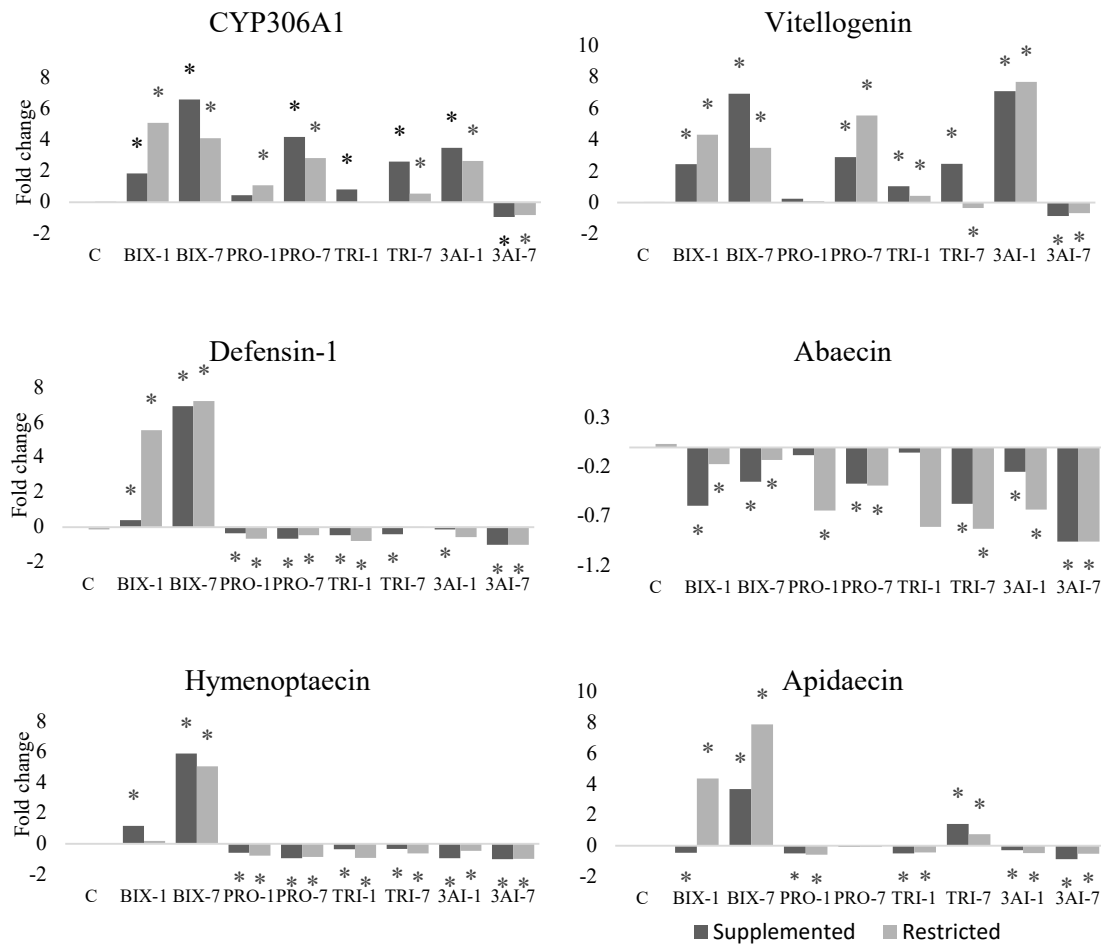 CYP306A1
Fold change
8
6
4
2
0
-2
* * * * * * * * * * * * * *
C BIX-1 BIX-7 PRO-1 PRO-7 TRI-1 TRI-7 3AI-1 3AI-7
* *
Vitellogenin
10
8
6
4
2
0
-2
* * * * * * * * * * *
C BIX-1 BIX-7 PRO-1 PRO-7 TRI-1 TRI-7 3AI-1 3AI-7
* * *
Defensin-1
Fold change
8
6
4
2
0
-2
* * * *
* * * * * * * * * *
C BIX-1 BIX-7 PRO-1 PRO-7 TRI-1 TRI-7 3AI-1 3AI-7
Abaecin
0.3
-0.2
-0.7
-1.2
* * * * * * * * * * * * *
C BIX-1 BIX-7 PRO-1 PRO-7 TRI-1 TRI-7 3AI-1 3AI-7
Hymenoptaecin
Fold change
8
6
4
2
0
-2
* * *
* * * * * * * * * * * *
C BIX-1 BIX-7 PRO-1 PRO-7 TRI-1 TRI-7 3AI-1 3AI-7
Apidaecin
10
8
6
4
2
0
-2
* * * * *
* * * * * * * * *
C BIX-1 BIX-7 PRO-1 PRO-7 TRI-1 TRI-7 3AI-1 3AI-7
Supplemented Restricted